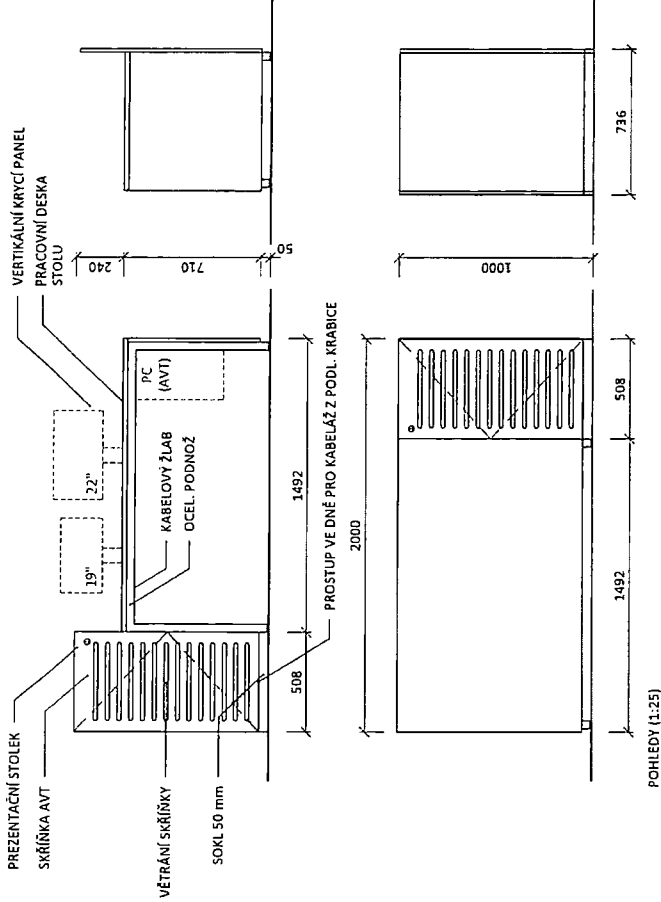 PREZENTAČNÍ STOLEK
SKŘÍŇKA AVT
VĚTRÁNÍ SKŘÍŇKY
SOKL 50 mm
19"
22"
VERTIKÁLNÍ KRYCÍ PANEL
PRACOVNÍ DESKA
STOLU
PC
(AVT)
KABELOVÝ ŽLAB
OCEL. PODNOŽ
PROSTUP VE DNĚ PRO KABELÁŽ Z PODL. KRABICE
508
1492
240
710
50
2000
1492
508
1000
736
POHLEDY (1:25)